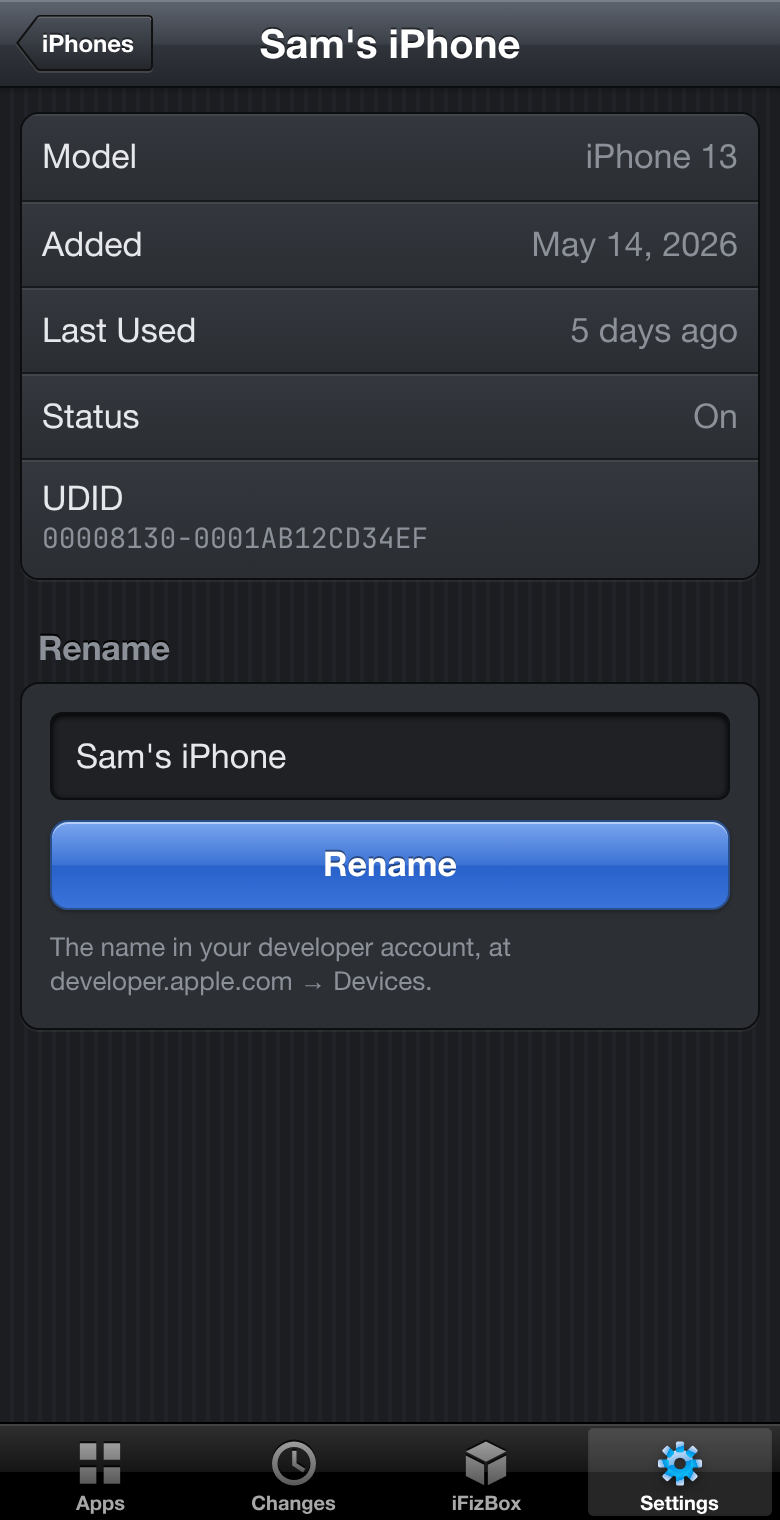 iPhones
Sam's iPhone
Model
iPhone 13
Added
May 14, 2026
Last Used
5 days ago
Status
On
UDID
00008130-0001AB12CD34EF
Rename
Sam's iPhone
Rename
The name in your developer account, at
developer.apple.com → Devices.
Apps
Changes
iFizBox
Settings